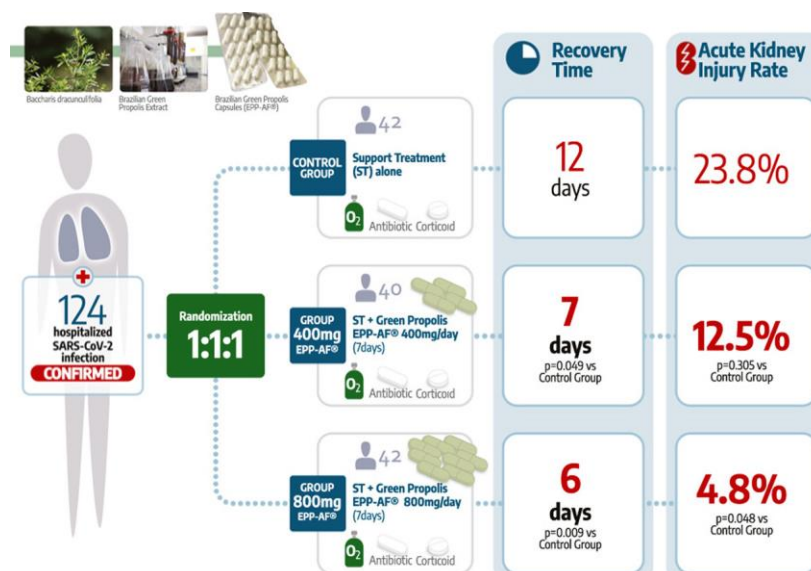 Baccharis dracunculifolia
Brazilian Green
Propolis Extract
Brazilian Green Propolis
Capsules (EPP-AF®)
124
hospitalized
SARS-CoV-2
infection
CONFIRMED
Randomization
1:1:1
CONTROL
GROUP
42
Support Treatment
(ST) alone
O2
Antibiotic Corticoid
GROUP
400mg
EPP-AF®
40
ST + Green Propolis
EPP-AF® 400mg/day
(7days)
O2
Antibiotic Corticoid
GROUP
800mg
EPP-AF®
42
ST + Green Propolis
EPP-AF® 800mg/day
(7days)
O2
Antibiotic Corticoid
Recovery
Time
12
days
7
days
p=0.049 vs
Control Group
6
days
p=0.009 vs
Control Group
Acute Kidney
Injury Rate
23.8%
12.5%
p=0.305 vs
Control Group
4.8%
p=0.048 vs
Control Group